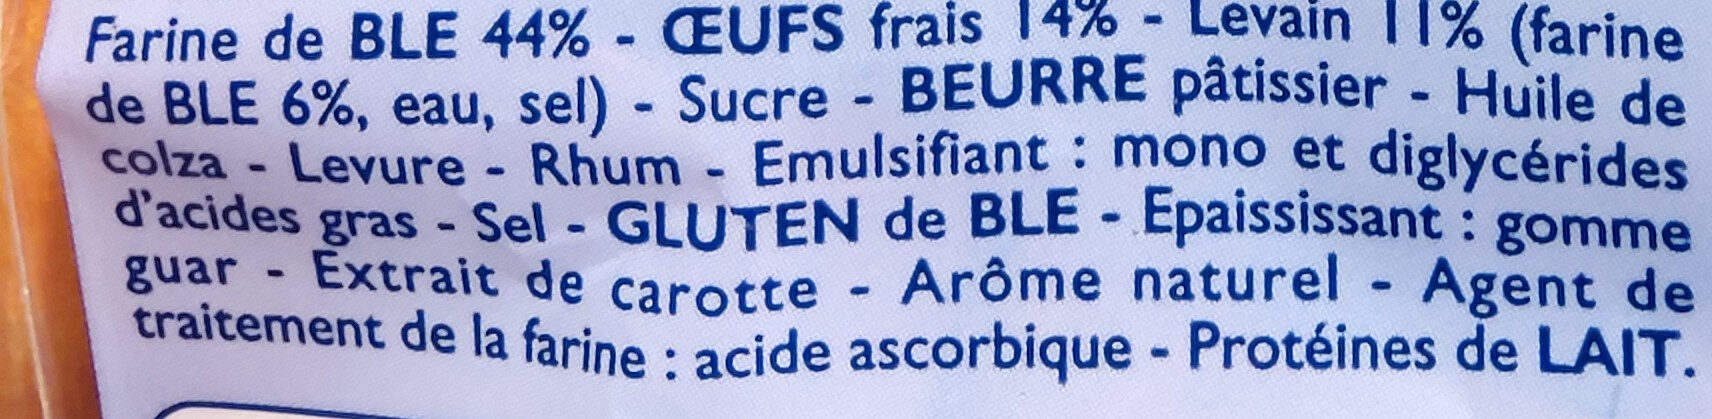 Farine de BLE 44% - ŒUFS frais 14% - Levain 11% (farine
de BLE 6%, eau, sel) - Sucre - BEURRE pâtissier - Huile de
colza - Levure - Rhum - Emulsifiant : mono et diglycérides
d'acides gras - Sel - GLUTEN de BLE - Epaississant : gomme
guar - Extrait de carotte - Arôme naturel - Agent de
traitement de la farine : acide ascorbique - Protéines de LAIT.